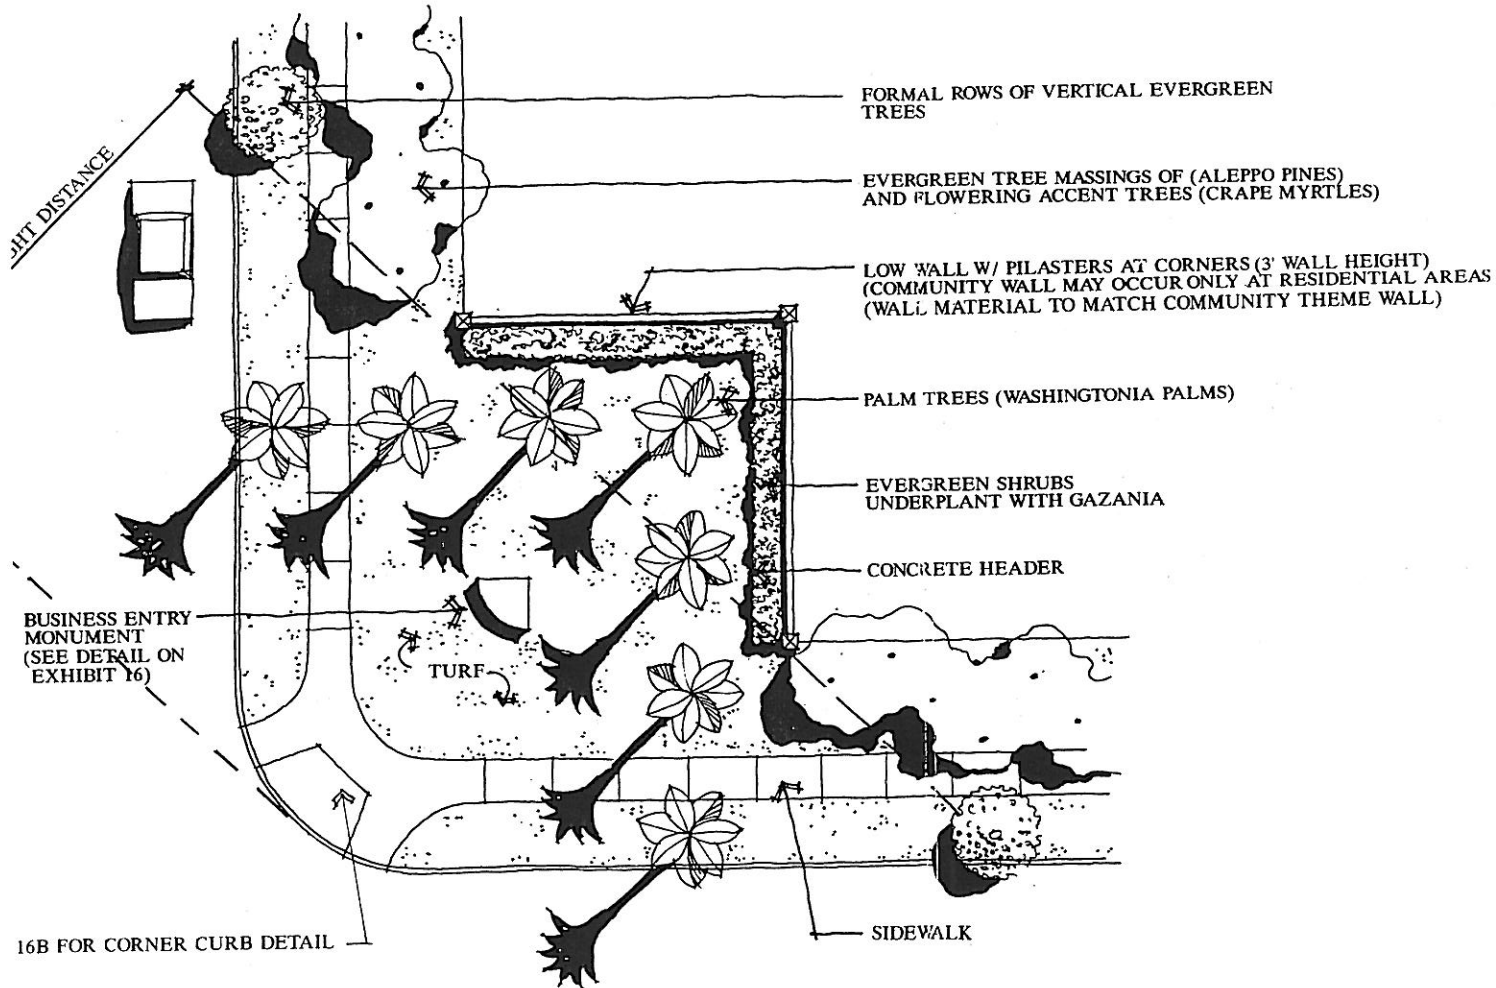 FORMAL ROWS OF VERTICAL EVERGREEN
TREES
EVERGREEN TREE MASSINGS OF (ALEPPO PINES)
AND FLOWERING ACCENT TREES (CRAPE MYRTLES)
DISTANCE
LOW WALL W/ PILASTERS AT CORNERS (3' WALL HEIGHT)
(COMMUNITY WALL MAY OCCUR ONLY AT RESIDENTIAL AREAS
(WALL MATERIAL TO MATCH COMMUNITY THEME WALL)
PALM TREES (WASHINGTONIA PALMS)
EVERGREEN SHRUBS
UNDERPLANT WITH GAZANIA
CONCRETE HEADER
BUSINESS ENTRY
MONUMENT
(SEE DETAIL ON
EXHIBIT 16)
TURF
16B FOR CORNER CURB DETAIL
SIDEWALK